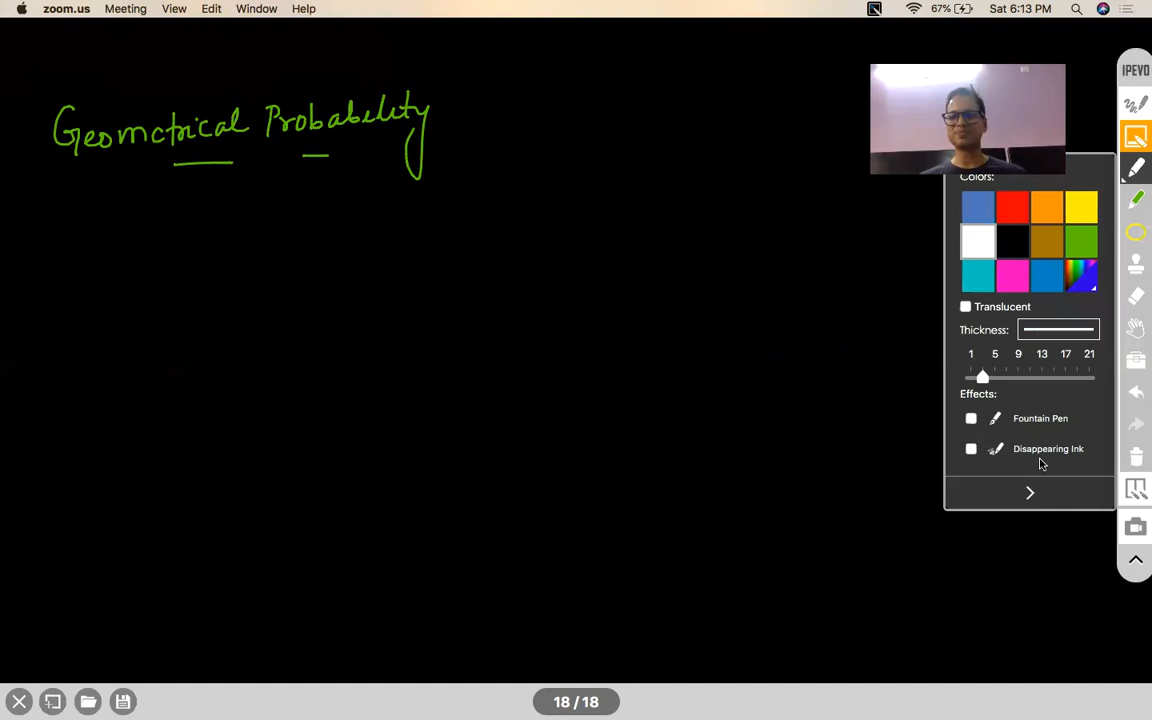 zoom.us Meeting View Edit Window Help 67% Sat 6:13 PM
IPEVO
Geometrical Probability
Colors:
Translucent
Thickness:
1 5 9 13 17 21
Effects:
Fountain Pen
Disappearing Ink
18 / 18